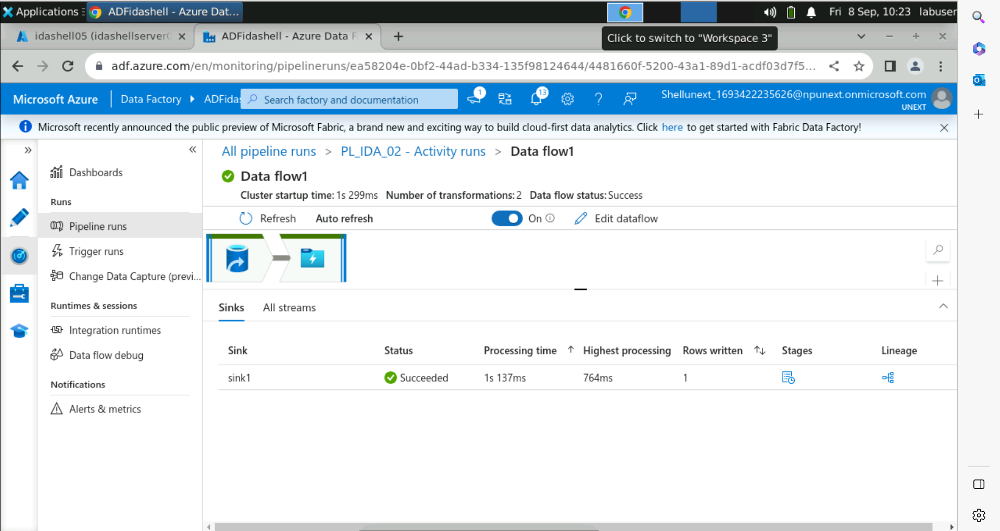 Applications
ADFidashell - Azure Dat...
Fri 8 Sep, 10:23 labuser
idashell05 (idashellserver
ADFidashell - Azure Data F
Click to switch to "Workspace 3"
adf.azure.com/en/monitoring/pipelineruns/ea58204e-0bf2-44ad-b334-135f98124644/4481660f-5200-43a1-89d1-acdf03d7f5...
Microsoft Azure
Data Factory
ADFidas
Search factory and documentation
1
13
Shellunext_1693422235626@npunext.onmicrosoft.com
UNEXT
Microsoft recently announced the public preview of Microsoft Fabric, a brand new and exciting way to build cloud-first data analytics. Click here to get started with Fabric Data Factory!
Dashboards
Runs
Pipeline runs
Trigger runs
Change Data Capture (previ...
Runtimes & sessions
Integration runtimes
Data flow debug
Notifications
Alerts & metrics
All pipeline runs > PL_IDA_02 - Activity runs > Data flow1
Data flow1
Cluster startup time: 1s 299ms Number of transformations: 2 Data flow status: Success
Refresh Auto refresh On Edit dataflow
Sinks All streams
Sink Status Processing time Highest processing Rows written Stages Lineage
sink1 Succeeded 1s 137ms 764ms 1